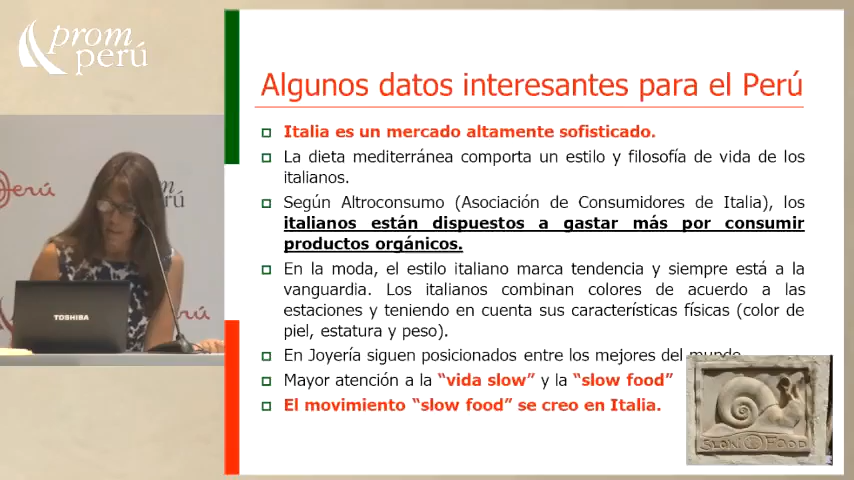 prom
perú
Algunos datos interesantes para el Perú
Italia es un mercado altamente sofisticado.
La dieta mediterránea comporta un estilo y filosofía de vida de los
italianos.
Según Altroconsumo (Asociación de Consumidores de Italia), los
italianos están dispuestos a gastar más por consumir
productos orgánicos.
En la moda, el estilo italiano marca tendencia y siempre está a la
vanguardia. Los italianos combinan colores de acuerdo a las
estaciones y teniendo en cuenta sus características físicas (color de
piel, estatura y peso).
En Joyería siguen posicionados entre los mejores del mundo
Mayor atención a la “vida slow” y la “slow food”
El movimiento “slow food” se creo en Italia.
Perú
rú
TOSHIBA
rú
FOOD